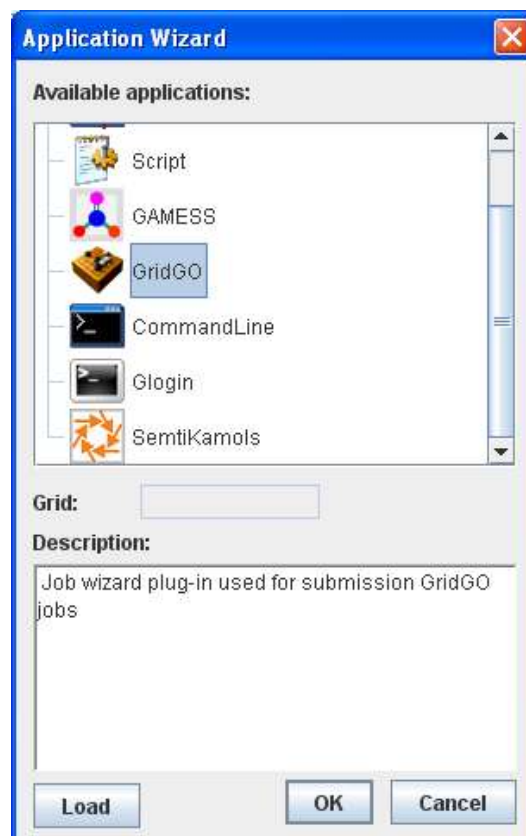 Application Wizard
Available applications:
Script
GAMESS
GridGO
CommandLine
Glogin
SemtiKamols
Grid:
Description:
Job wizard plug-in used for submission GridGO
jobs
Load
OK
Cancel